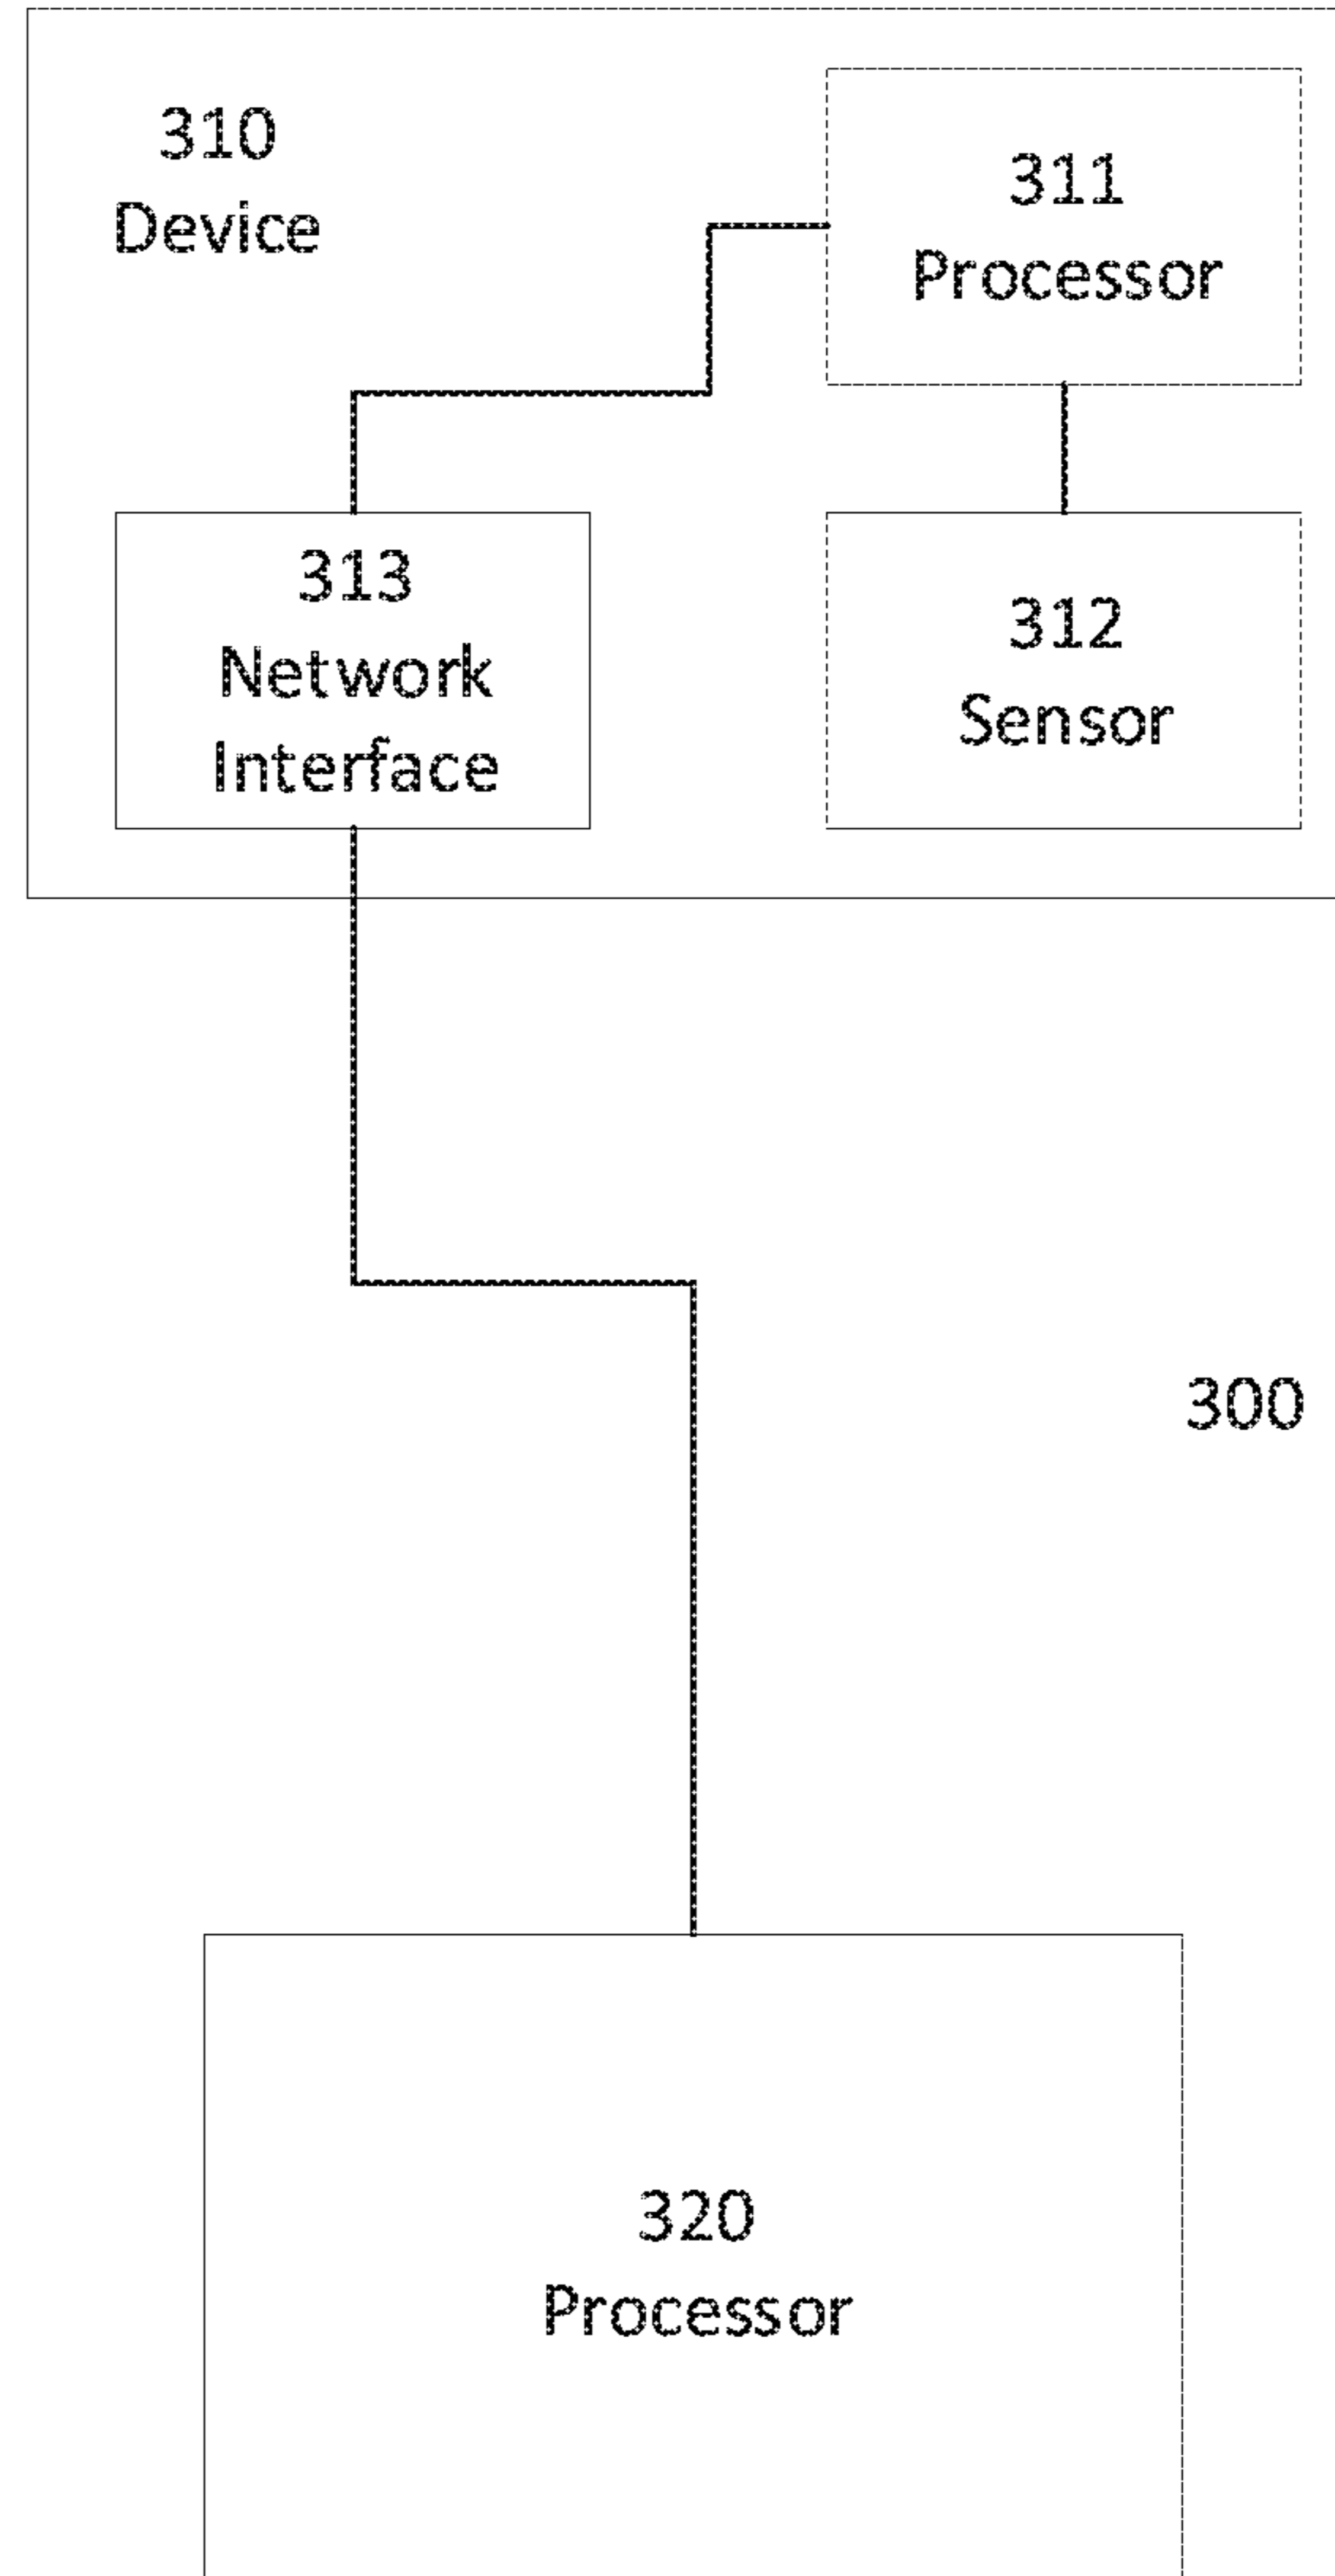 310
Device
311
Processor
313
Network
Interface
312
Sensor
300
320
Processor